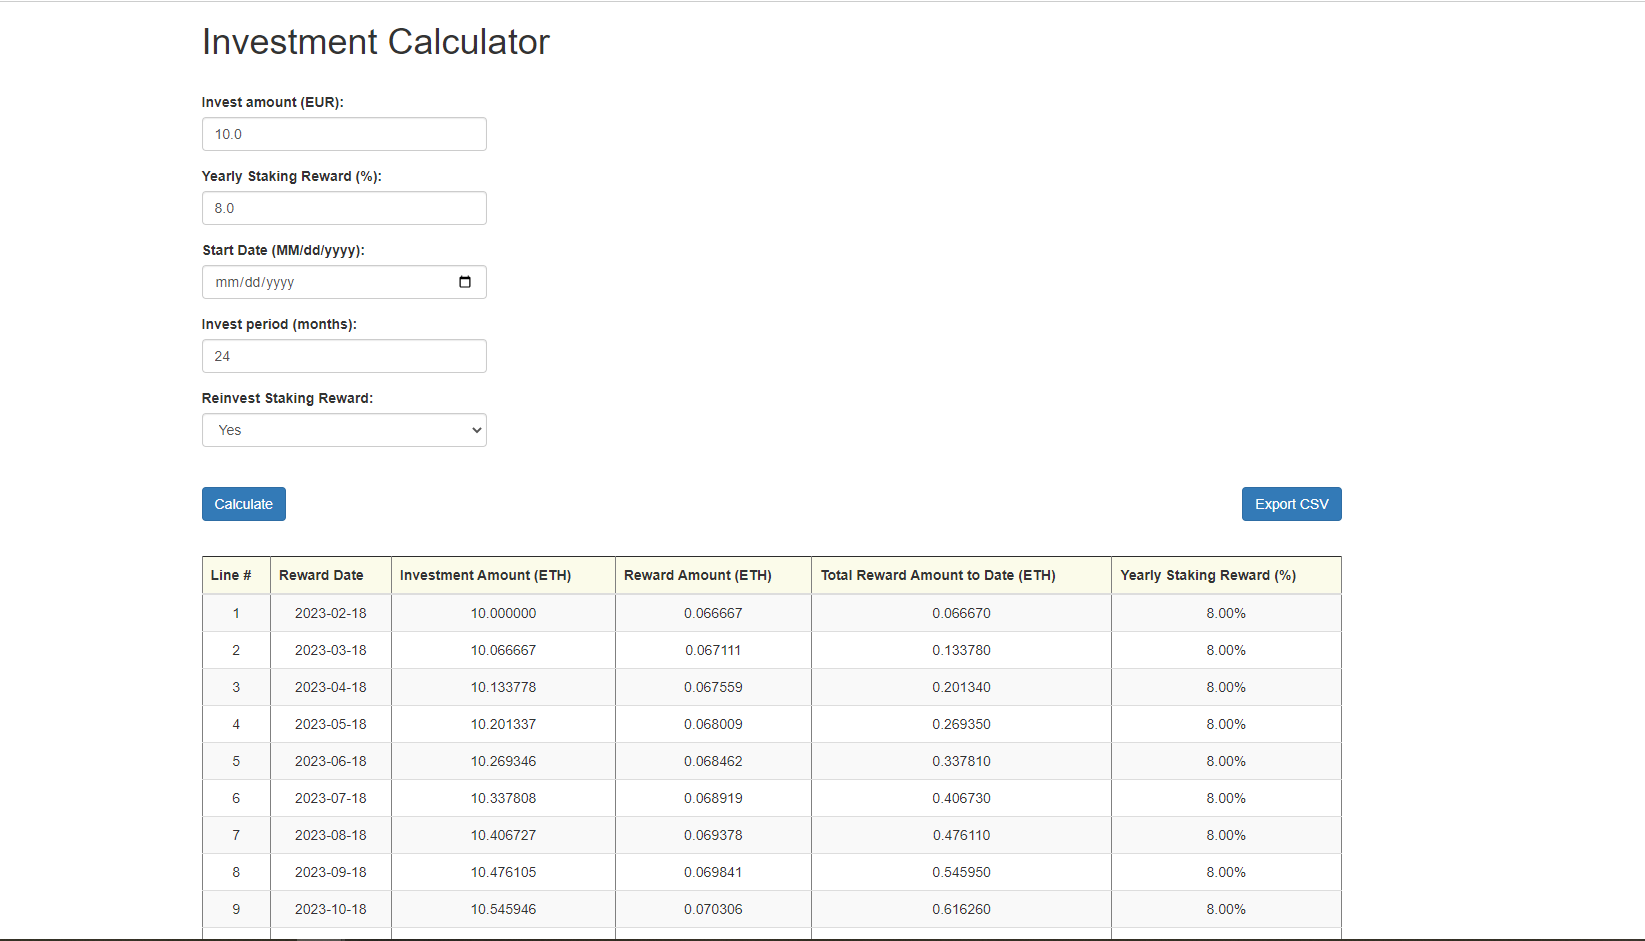 Investment Calculator
Invest amount (EUR):
10.0
Yearly Staking Reward (%):
8.0
Start Date (MM/dd/yyyy):
mm/dd/yyyy
Invest period (months):
24
Reinvest Staking Reward:
Yes
Calculate Export CSV
Line # Reward Date Investment Amount (ETH) Reward Amount (ETH) Total Reward Amount to Date (ETH) Yearly Staking Reward (%)
1 2023-02-18 10.000000 0.066667 0.066670 8.00%
2 2023-03-18 10.066667 0.067111 0.133780 8.00%
3 2023-04-18 10.133778 0.067559 0.201340 8.00%
4 2023-05-18 10.201337 0.068009 0.269350 8.00%
5 2023-06-18 10.269346 0.068462 0.337810 8.00%
6 2023-07-18 10.337808 0.068919 0.406730 8.00%
7 2023-08-18 10.406727 0.069378 0.476110 8.00%
8 2023-09-18 10.476105 0.069841 0.545950 8.00%
9 2023-10-18 10.545946 0.070306 0.616260 8.00%